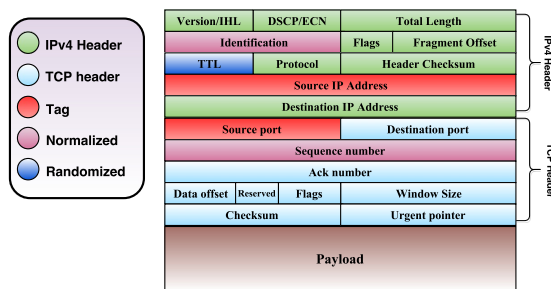 Version/IHL DSCP/ECN Total Length
Identification Flags Fragment Offset
TTL Protocol Header Checksum
Source IP Address
Destination IP Address
Source port Destination port
Sequence number
Ack number
Data offset Reserved Flags Window Size
Checksum Urgent pointer
Payload
IPv4 Header
TCP header
Tag
Normalized
Randomized
IPv4 Header
TCP Header